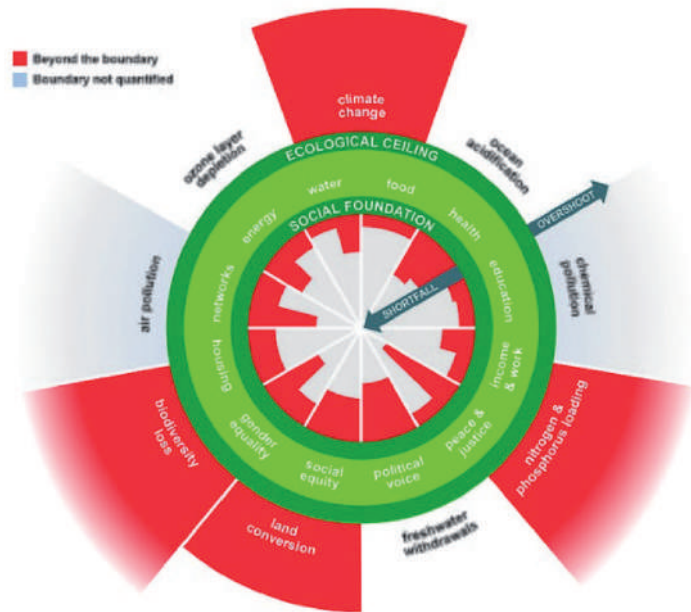 Beyond the boundary
Boundary not quantified
climate
change
ozone layer
depletion
ECOLOGICAL CEILING
ocean
acidification
water
food
energy
health
SOCIAL FOUNDATION
OVERSHOOT
air pollution
networks
education
chemical
pollution
SHORTFALL
housing
income
& work
biodiversity
loss
gender
equality
social
equity
political
voice
peace &
justice
nitrogen &
phosphorus loading
land
conversion
freshwater
withdrawals